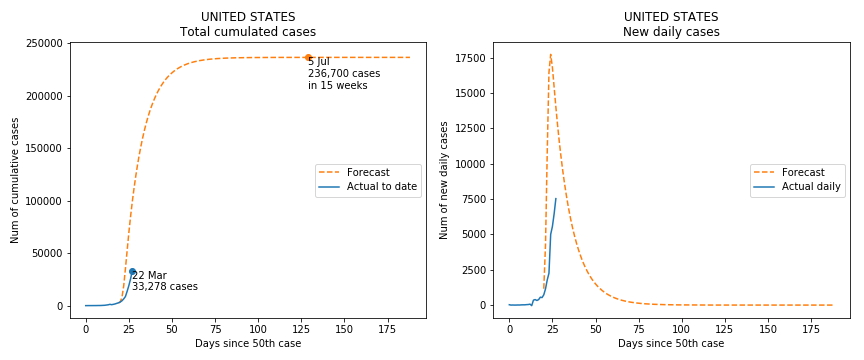 UNITED STATES
Total cumulated cases
Num of cumulative cases
250000
200000
150000
100000
50000
0
5 Jul
236,700 cases
in 15 weeks
Forecast
Actual to date
22 Mar
33,278 cases
0
25
50
75
100
125
150
175
Days since 50th case
UNITED STATES
New daily cases
Num of new daily cases
17500
15000
12500
10000
7500
5000
2500
0
Forecast
Actual daily
0
25
50
75
100
125
150
175
Days since 50th case